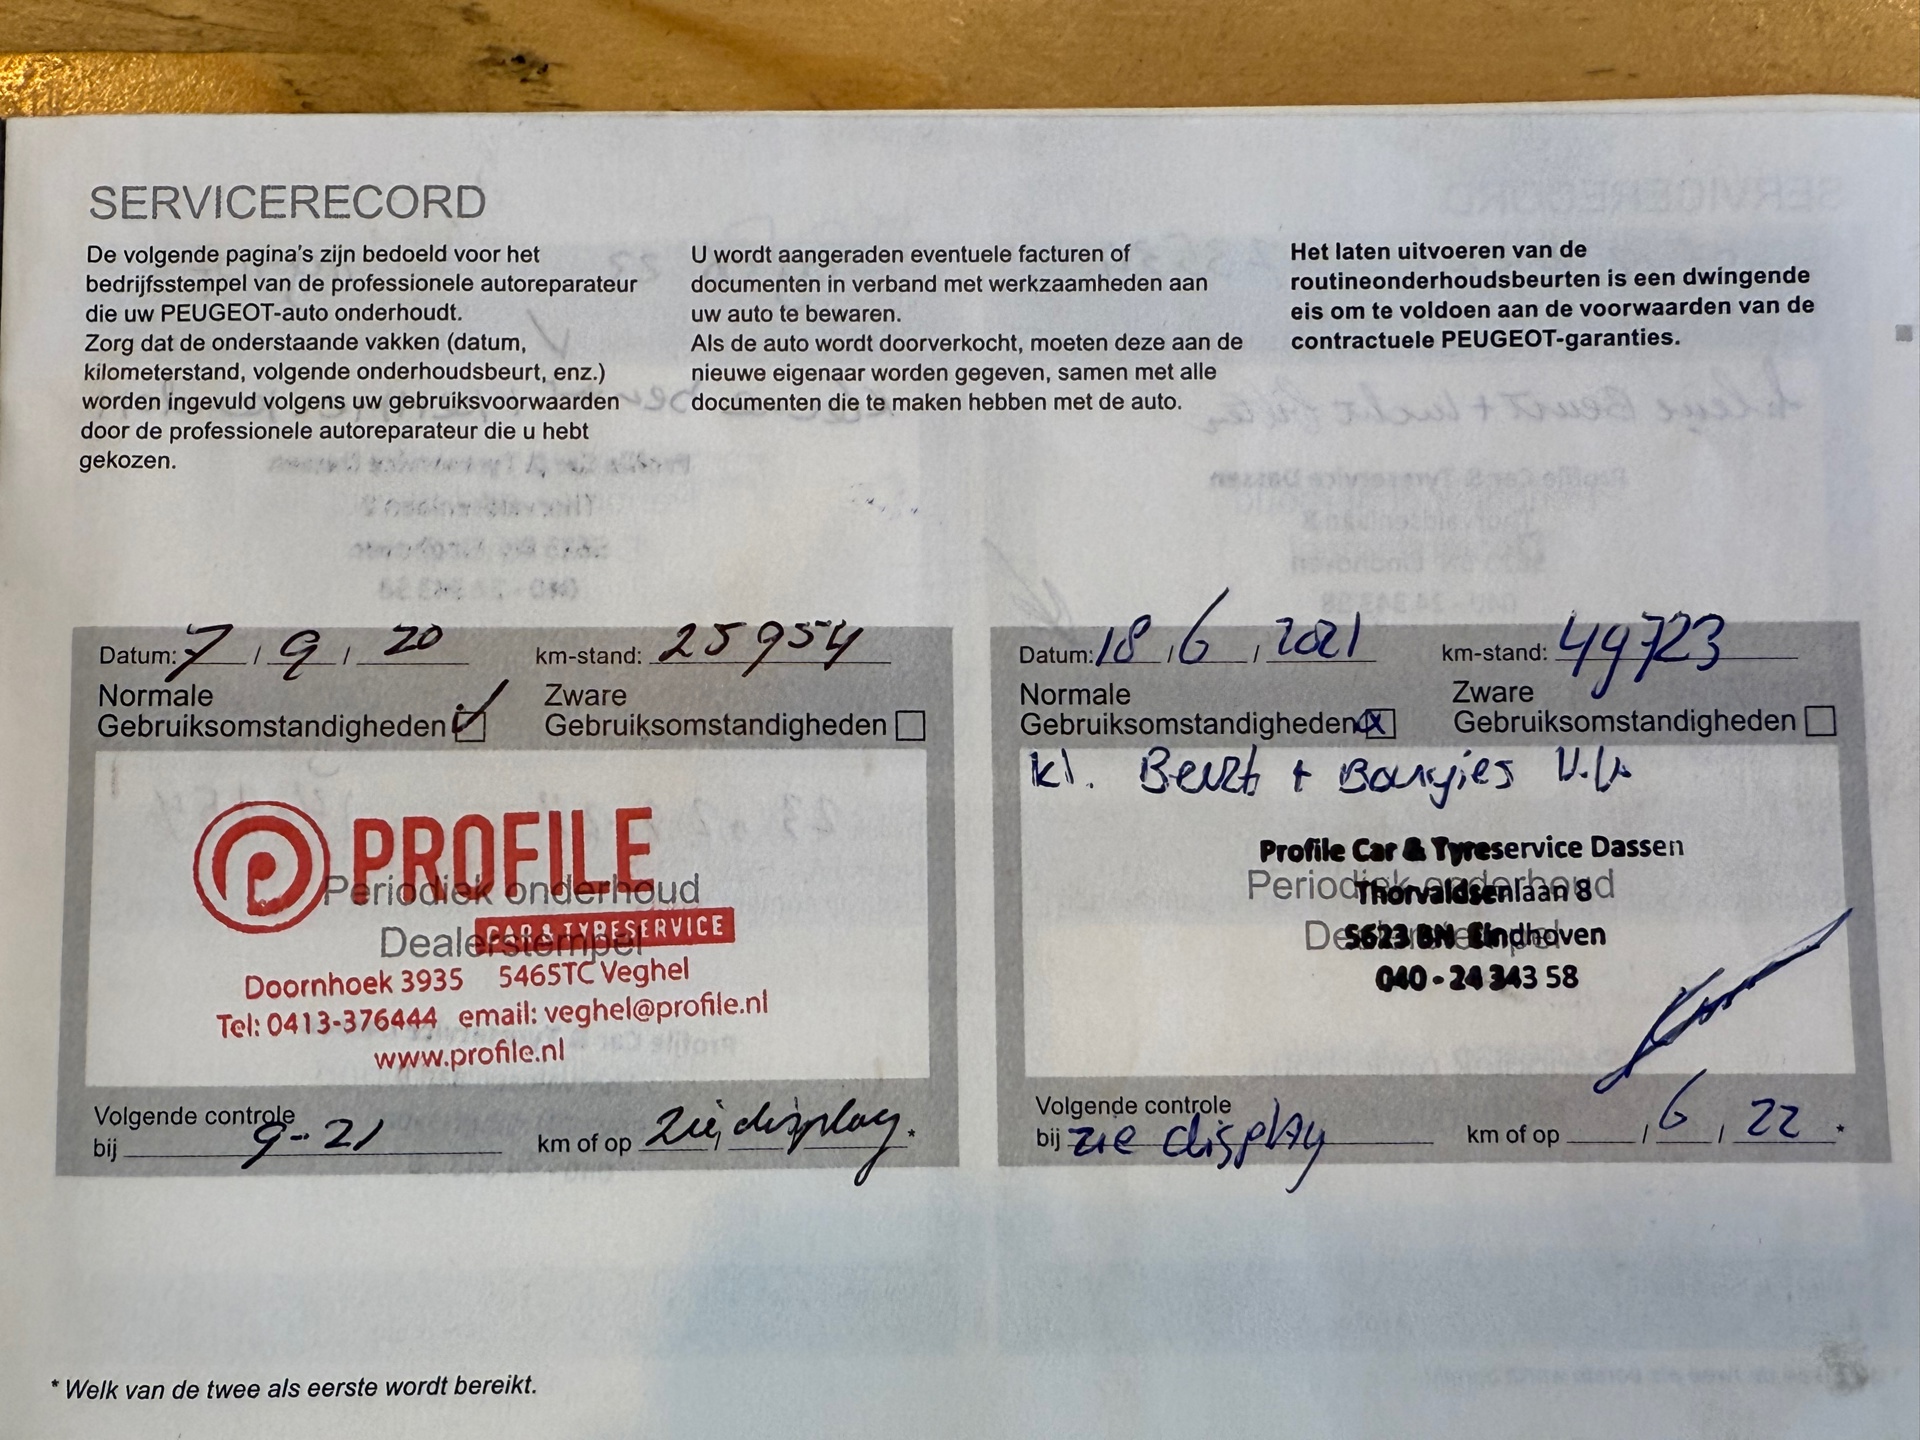 SERVICERECORD
De volgende pagina's zijn bedoeld voor het
bedrijfsstempel van de professionele autoreparateur
die uw PEUGEOT-auto onderhoudt.
Zorg dat de onderstaande vakken (datum,
kilometerstand, volgende onderhoudsbeurt, enz.)
worden ingevuld volgens uw gebruiksvoorwaarden
door de professionele autoreparateur die u hebt
gekozen.
U wordt aangeraden eventuele facturen of
documenten in verband met werkzaamheden aan
uw auto te bewaren.
Als de auto wordt doorverkocht, moeten deze aan de
nieuwe eigenaar worden gegeven, samen met alle
documenten die te maken hebben met de auto.
Het laten uitvoeren van de
routineonderhoudsbeurten is een dwingende
eis om te voldoen aan de voorwaarden van de
contractuele PEUGEOT-garanties.
Datum: 7 / 9 / 20 km-stand: 25954
Normale Zware
Gebruiksomstandigheden Gebruiksomstandigheden
PROFILE
Periodiek onderhoud
CAR & TYRESERVICE
Dealerstempel
Doornhoek 3935 5465TC Veghel
Tel: 0413-376444 email: veghel@profile.nl
www.profile.nl
Volgende controle
bij 9-21 km of op zie display *
Datum: 18 / 6 / 2021 km-stand: 49723
Normale Zware
Gebruiksomstandigheden x Gebruiksomstandigheden
kl. Beurt + Bougies V.V.
Profile Car & Tyreservice Dassen
Periodiek onderhoud
Thorvaldsenlaan 8
Dealerstempel
5623 BN Eindhoven
040 - 24 343 58
Volgende controle
bij zie display km of op / 6 / 22 *
* Welk van de twee als eerste wordt bereikt.